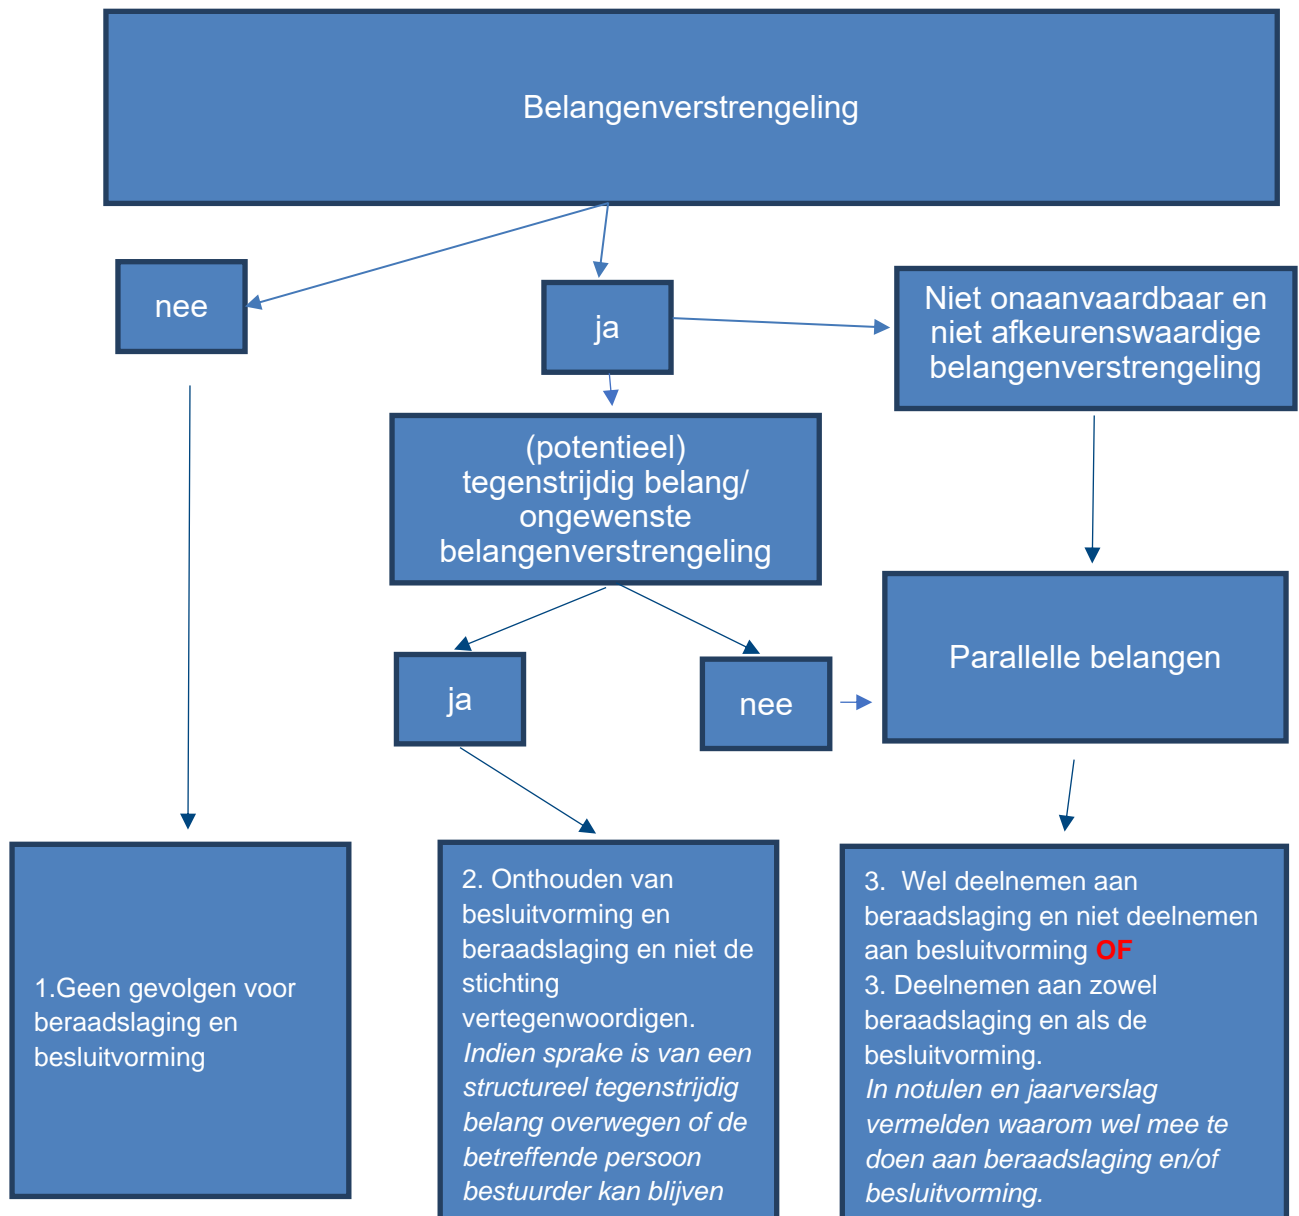 Belangenverstrengeling
nee
ja
Niet onaanvaardbaar en
niet afkeurenswaardige
belangenverstrengeling
(potentieel)
tegenstrijdig belang/
ongewenste
belangenverstrengeling
ja
nee
Parallelle belangen
1.Geen gevolgen voor
beraadslaging en
besluitvorming
2. Onthouden van
besluitvorming en
beraadslaging en niet de
stichting
vertegenwoordigen.
Indien sprake is van een
structureel tegenstrijdig
belang overwegen of de
betreffende persoon
bestuurder kan blijven
3. Wel deelnemen aan
beraadslaging en niet deelnemen
aan besluitvorming OF
3. Deelnemen aan zowel
beraadslaging en als de
besluitvorming.
In notulen en jaarverslag
vermelden waarom wel mee te
doen aan beraadslaging en/of
besluitvorming.